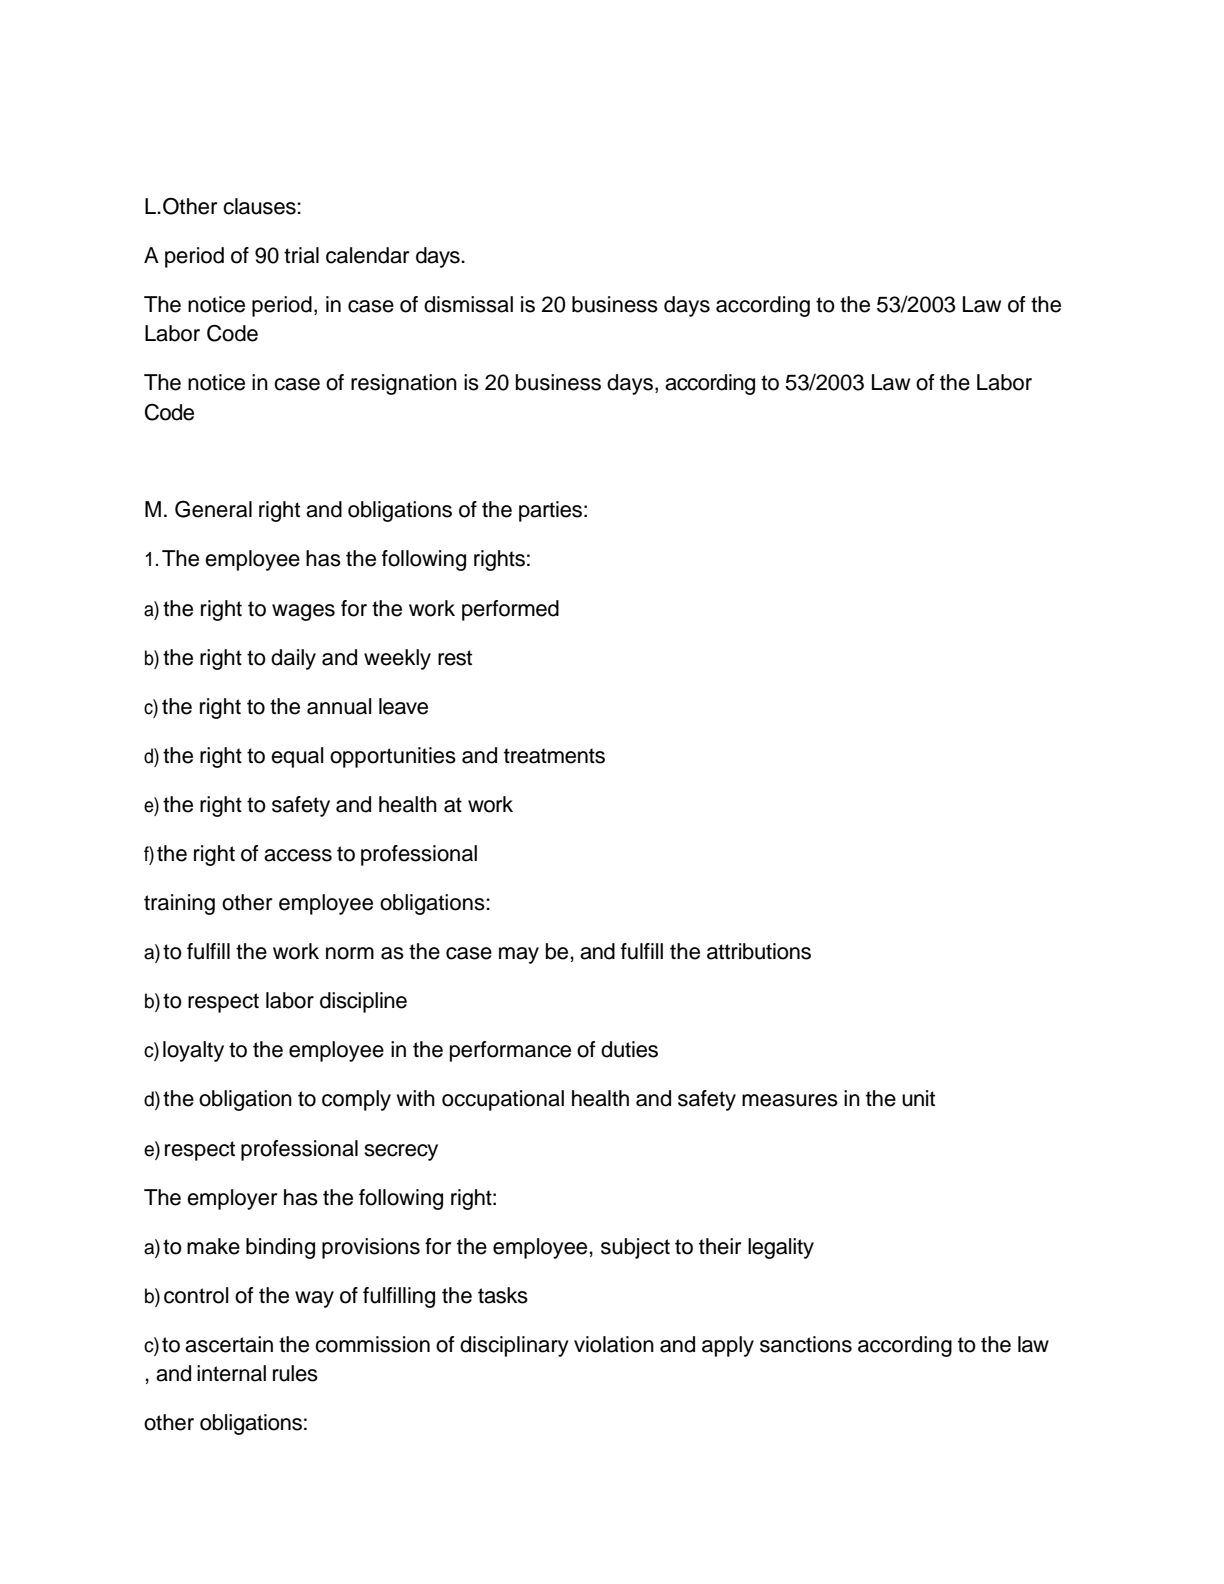 L.Other clauses:
A period of 90 trial calendar days.
The notice period, in case of dismissal is 20 business days according to the 53/2003 Law of the
Labor Code
The notice in case of resignation is 20 business days, according to 53/2003 Law of the Labor
Code
M. General right and obligations of the parties:
1. The employee has the following rights:
a) the right to wages for the work performed
b) the right to daily and weekly rest
c) the right to the annual leave
d) the right to equal opportunities and treatments
e) the right to safety and health at work
f) the right of access to professional
training other employee obligations:
a) to fulfill the work norm as the case may be, and fulfill the attributions
b) to respect labor discipline
c) loyalty to the employee in the performance of duties
d) the obligation to comply with occupational health and safety measures in the unit
e) respect professional secrecy
The employer has the following right:
a) to make binding provisions for the employee, subject to their legality
b) control of the way of fulfilling the tasks
c) to ascertain the commission of disciplinary violation and apply sanctions according to the law
, and internal rules
other obligations: